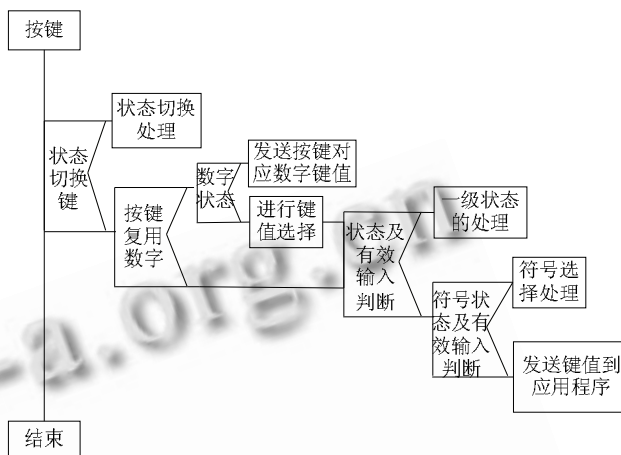 按键
状态切换
处理
状态
切换
键
按键
复用
数字
数字
状态
发送按键对
应数字键值
进行键
值选择
状态及
有效
输入
判断
一级状态
的处理
符号状
态及有
效输入
判断
符号选
择处理
发送键值到
应用程序
结束
-a.org.cn